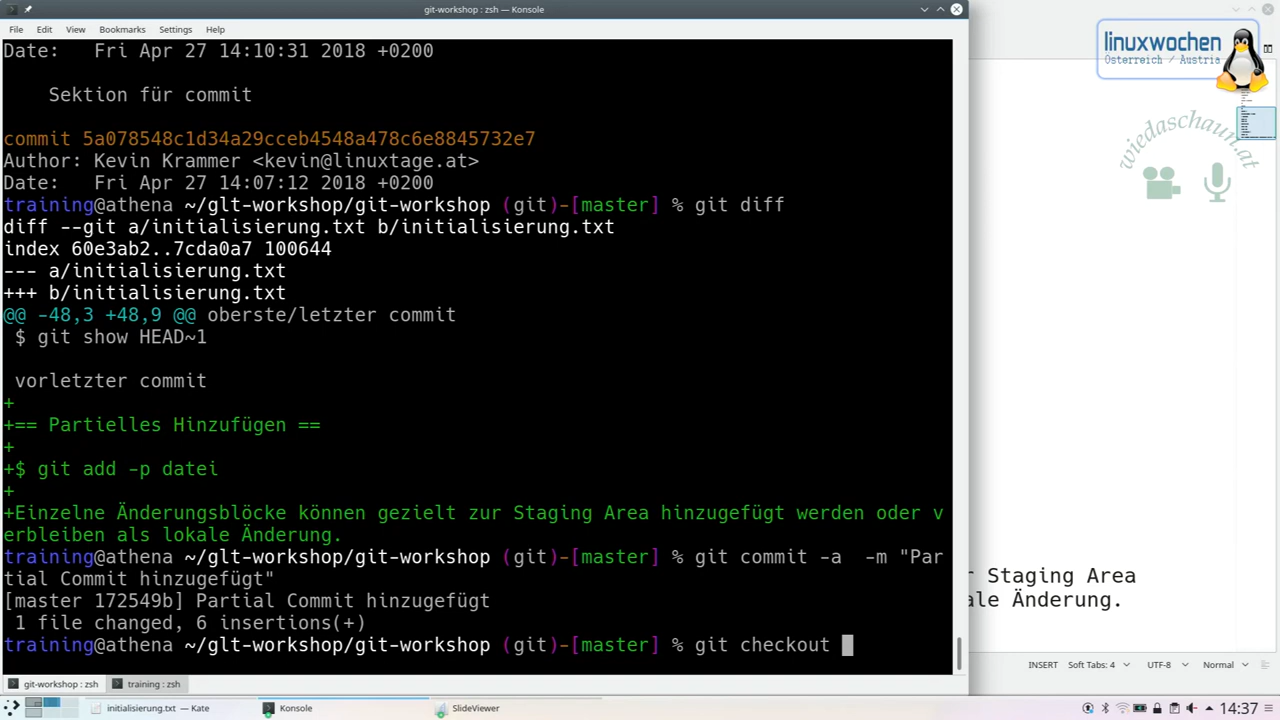 git-workshop : zsh — Konsole
File Edit View Bookmarks Settings Help
Date:   Fri Apr 27 14:10:31 2018 +0200
Sektion für commit
commit 5a078548c1d34a29cceb4548a478c6e8845732e7
Author: Kevin Krammer <kevin@linuxtage.at>
Date:   Fri Apr 27 14:07:12 2018 +0200
training@athena ~/glt-workshop/git-workshop (git)-[master] % git diff
diff --git a/initialisierung.txt b/initialisierung.txt
index 60e3ab2..7cda0a7 100644
--- a/initialisierung.txt
+++ b/initialisierung.txt
@@ -48,3 +48,9 @@ oberste/letzter commit
$ git show HEAD~1
vorletzter commit
+
+== Partielles Hinzufügen ==
+
+$ git add -p datei
+
+Einzelne Änderungsblöcke können gezielt zur Staging Area hinzugefügt werden oder v
erbleiben als lokale Änderung.
training@athena ~/glt-workshop/git-workshop (git)-[master] % git commit -a  -m "Par
tial Commit hinzugefügt"
[master 172549b] Partial Commit hinzugefügt
1 file changed, 6 insertions(+)
training@athena ~/glt-workshop/git-workshop (git)-[master] % git checkout
git-workshop : zsh training : zsh
linuxwochen
Österreich / Austria
wiedaschaun.at
r Staging Area
ale Änderung.
INSERT Soft Tabs: 4 UTF-8 Normal
initialisierung.txt — Kate Konsole SlideViewer 14:37